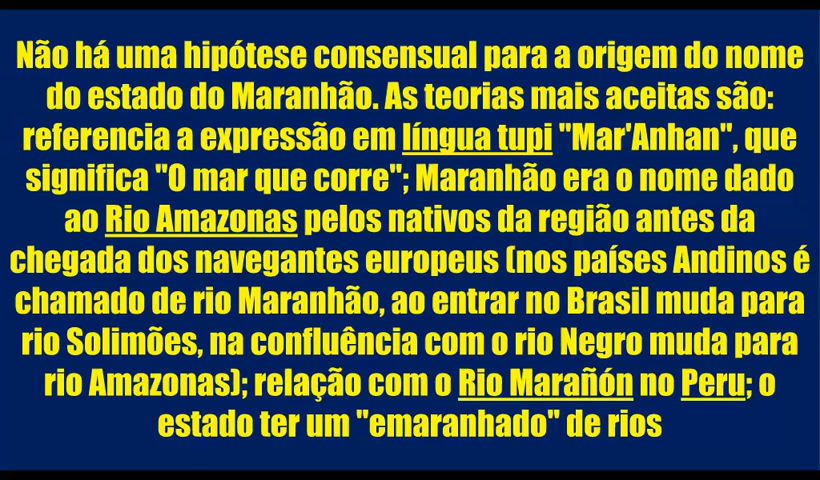 Não há uma hipótese consensual para a origem do nome
do estado do Maranhão. As teorias mais aceitas são:
referencia a expressão em língua tupi "Mar'Anhan", que
significa "O mar que corre"; Maranhão era o nome dado
ao Rio Amazonas pelos nativos da região antes da
chegada dos navegantes europeus (nos países Andinos é
chamado de rio Maranhão, ao entrar no Brasil muda para
rio Solimões, na confluência com o rio Negro muda para
rio Amazonas); relação com o Rio Marañón no Peru; o
estado ter um "emaranhado" de rios